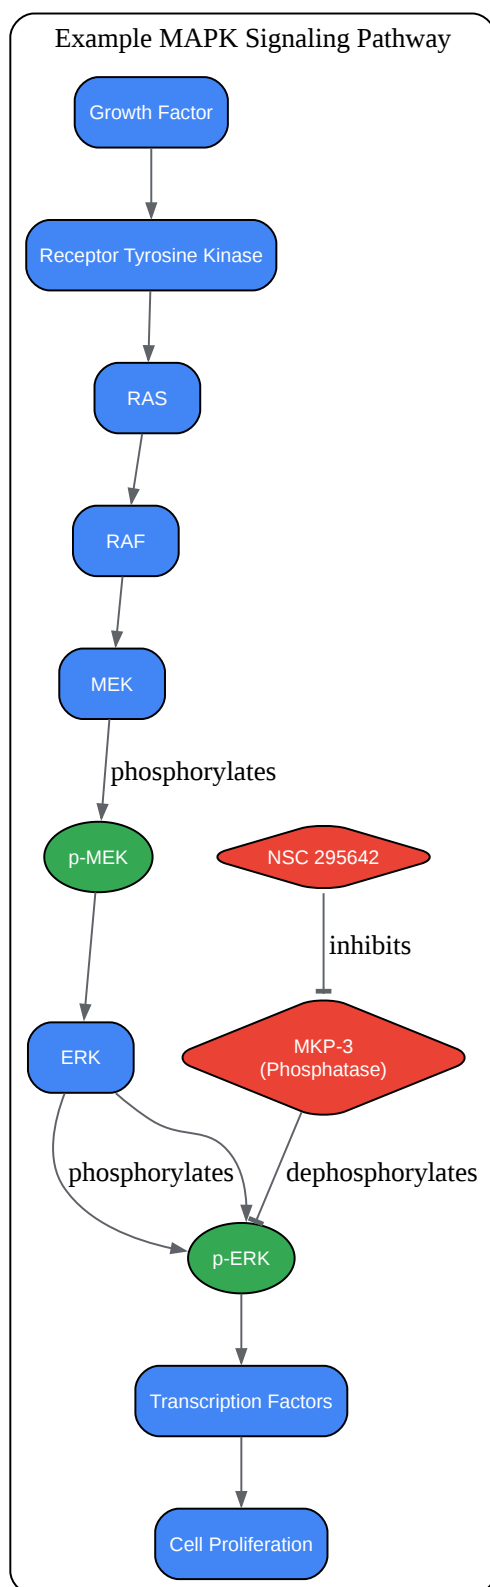 Example MAPK Signaling Pathway
Growth Factor
Receptor Tyrosine Kinase
RAS
RAF
MEK
phosphorylates
p-MEK
NSC 295642
inhibits
ERK
MKP-3
(Phosphatase)
phosphorylates
dephosphorylates
p-ERK
Transcription Factors
Cell Proliferation